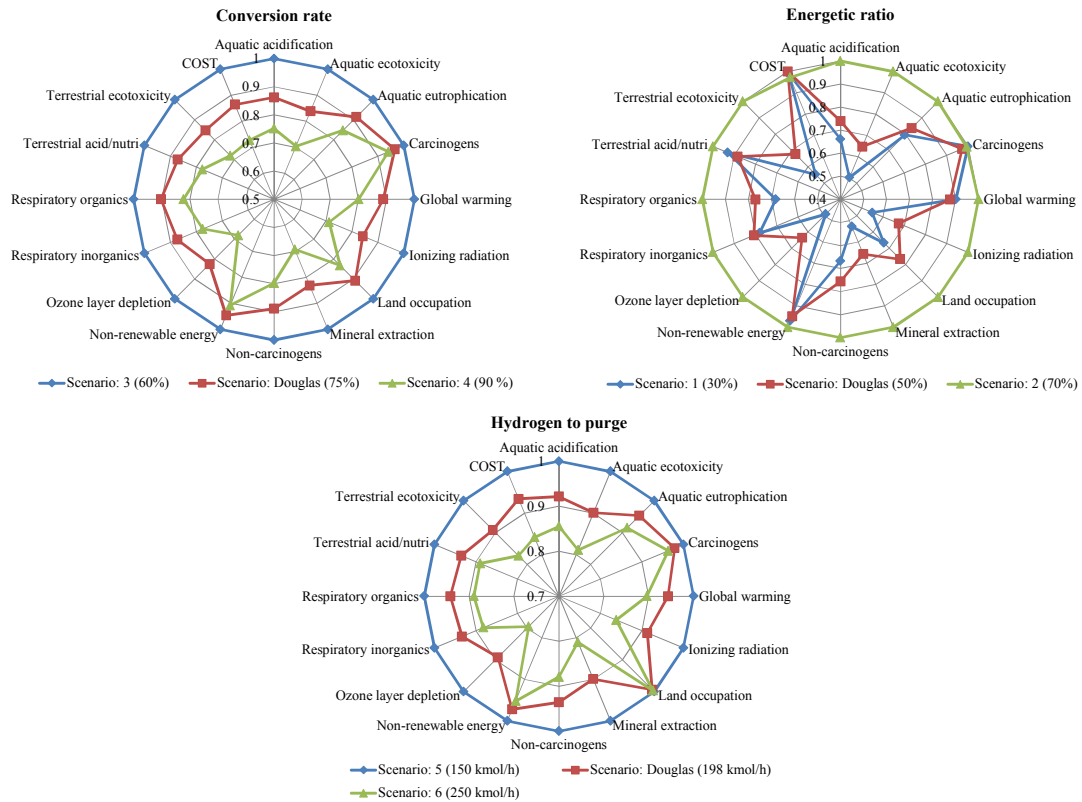 Conversion rate
Aquatic acidification
1
Aquatic ecotoxicity
COST
0.9
Aquatic eutrophication
Terrestrial ecotoxicity
0.8
Carcinogens
Terrestrial acid/nutri
0.7
0.6
Respiratory organics
0.5
Global warming
Respiratory inorganics
Ionizing radiation
Ozone layer depletion
Land occupation
Non-renewable energy
Mineral extraction
Non-carcinogens
Scenario: 3 (60%)
Scenario: Douglas (75%)
Scenario: 4 (90 %)
Energetic ratio
Aquatic acidification
1
Aquatic ecotoxicity
COST
0.9
Aquatic eutrophication
Terrestrial ecotoxicity
0.8
0.7
Carcinogens
Terrestrial acid/nutri
0.6
0.5
Respiratory organics
0.4
Global warming
Respiratory inorganics
Ionizing radiation
Ozone layer depletion
Land occupation
Non-renewable energy
Mineral extraction
Non-carcinogens
Scenario: 1 (30%)
Scenario: Douglas (50%)
Scenario: 2 (70%)
Hydrogen to purge
Aquatic acidification
1
Aquatic ecotoxicity
COST
Terrestrial ecotoxicity
0.9
Aquatic eutrophication
Terrestrial acid/nutri
0.8
Carcinogens
Respiratory organics
0.7
Global warming
Respiratory inorganics
Ionizing radiation
Ozone layer depletion
Land occupation
Non-renewable energy
Mineral extraction
Non-carcinogens
Scenario: 5 (150 kmol/h)
Scenario: Douglas (198 kmol/h)
Scenario: 6 (250 kmol/h)